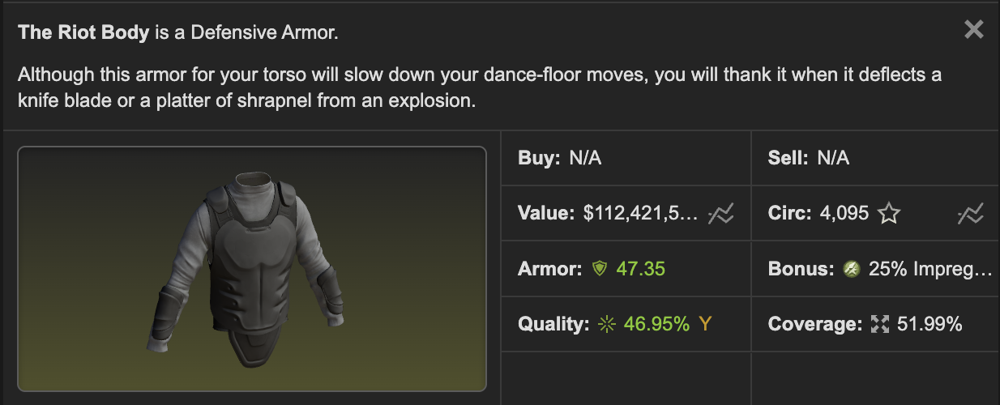 The Riot Body is a Defensive Armor.
Although this armor for your torso will slow down your dance-floor moves, you will thank it when it deflects a
knife blade or a platter of shrapnel from an explosion.
Buy: N/A
Sell: N/A
Value: $112,421,5...
Circ: 4,095
Armor: 47.35
Bonus: 25% Impreg...
Quality: 46.95% Y
Coverage: 51.99%